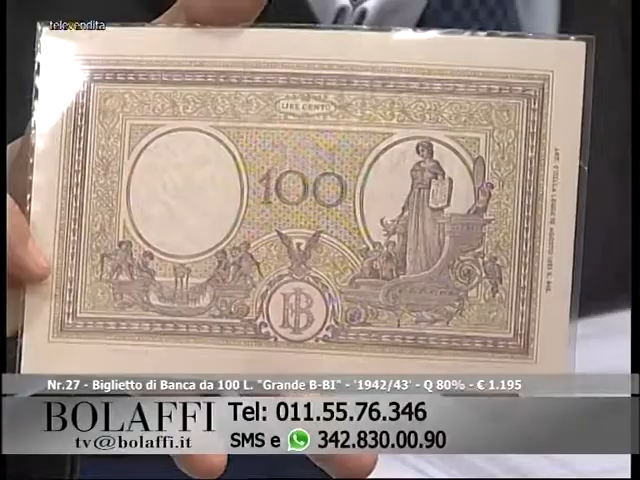 televendita
LIRE CENTO
100
Nr.27 - Biglietto di Banca da 100 L. "Grande B-BI" - '1942/43' - Q 80% - € 1.195
BOLAFFI
tv@bolaffi.it
Tel: 011.55.76.346
SMS e 342.830.00.90